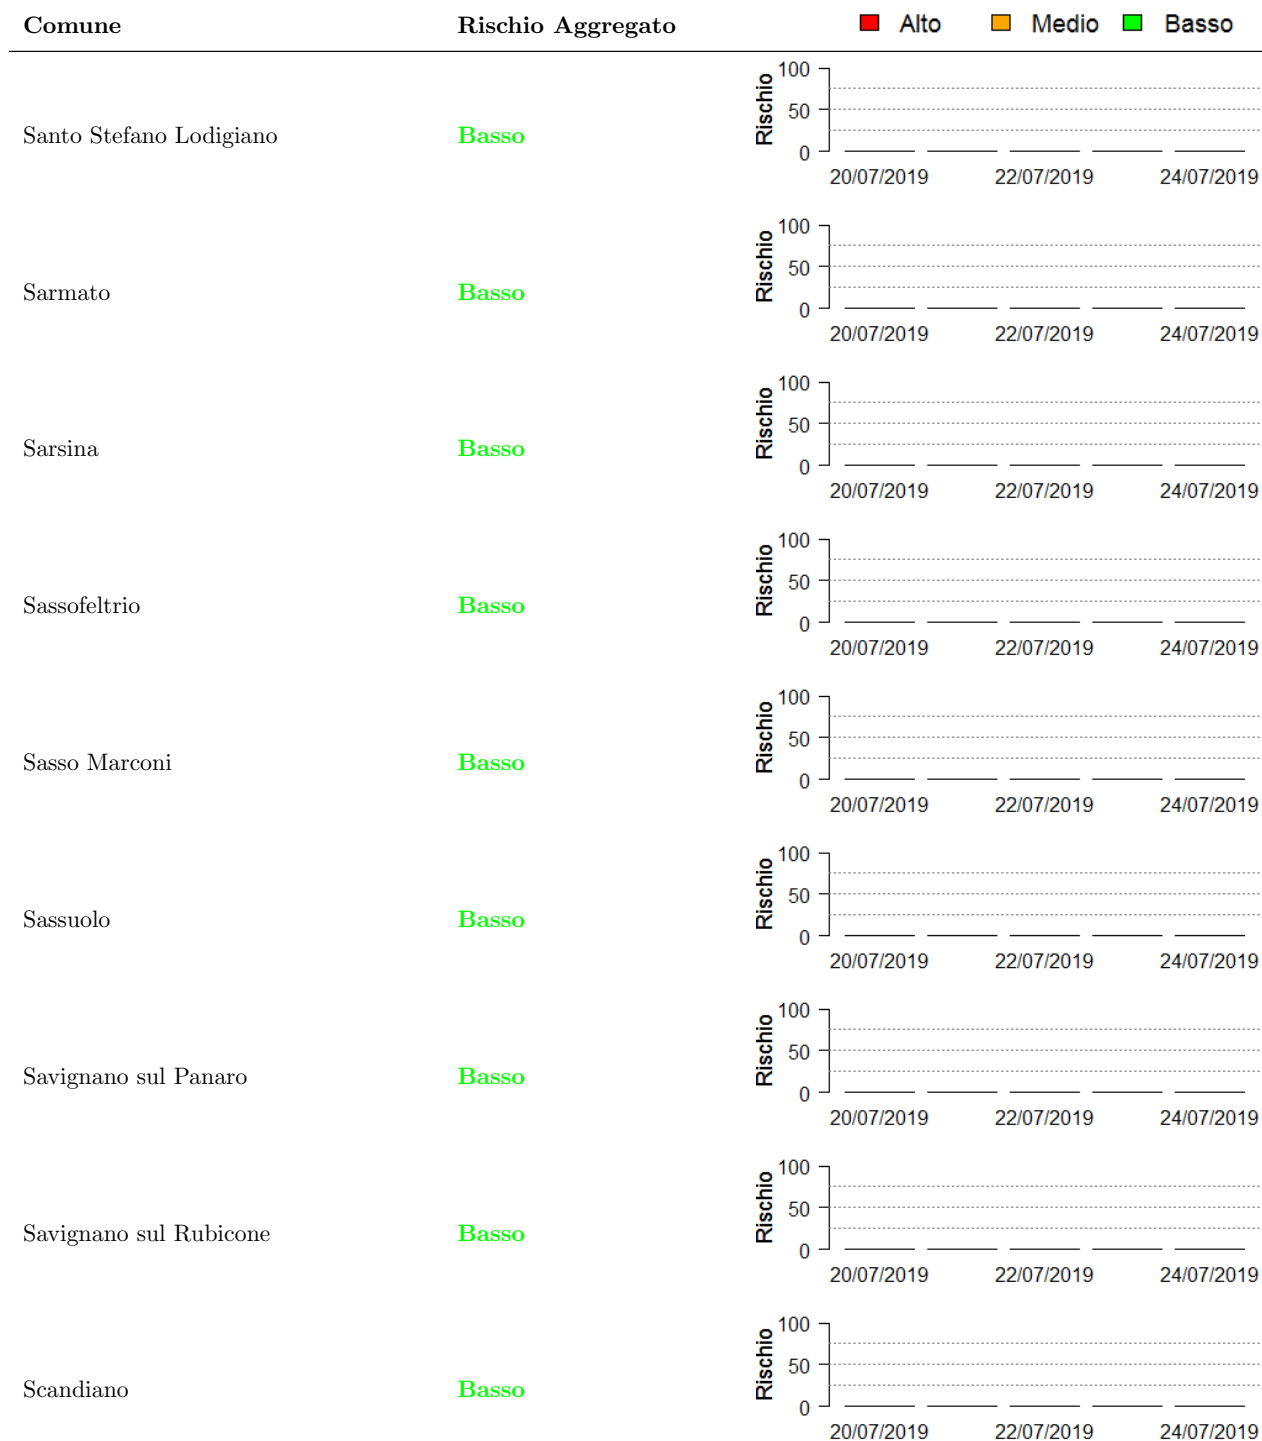 Comune Rischio Aggregato Alto Medio Basso
Santo Stefano Lodigiano Basso
Rischio
100
50
0
20/07/2019 22/07/2019 24/07/2019
Sarmato Basso
Rischio
100
50
0
20/07/2019 22/07/2019 24/07/2019
Sarsina Basso
Rischio
100
50
0
20/07/2019 22/07/2019 24/07/2019
Sassofeltrio Basso
Rischio
100
50
0
20/07/2019 22/07/2019 24/07/2019
Sasso Marconi Basso
Rischio
100
50
0
20/07/2019 22/07/2019 24/07/2019
Sassuolo Basso
Rischio
100
50
0
20/07/2019 22/07/2019 24/07/2019
Savignano sul Panaro Basso
Rischio
100
50
0
20/07/2019 22/07/2019 24/07/2019
Savignano sul Rubicone Basso
Rischio
100
50
0
20/07/2019 22/07/2019 24/07/2019
Scandiano Basso
Rischio
100
50
0
20/07/2019 22/07/2019 24/07/2019